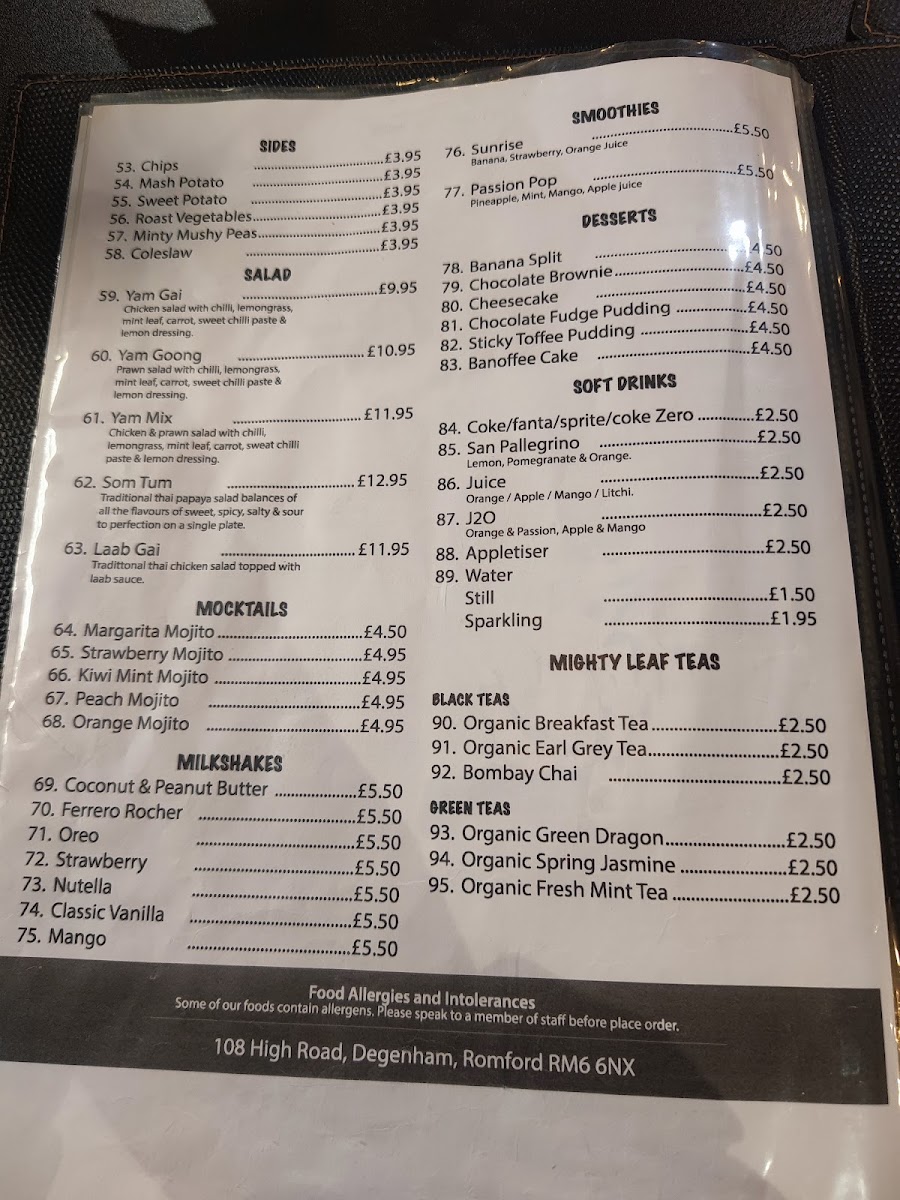 SIDES
53. Chips ........ £3.95
54. Mash Potato ........ £3.95
55. Sweet Potato ........ £3.95
56. Roast Vegetables ........ £3.95
57. Minty Mushy Peas ........ £3.95
58. Coleslaw ........ £3.95
SALAD
59. Yam Gai ........ £9.95
Chicken salad with chilli, lemongrass,
mint leaf, carrot, sweet chilli paste &
lemon dressing.
60. Yam Goong ........ £10.95
Prawn salad with chilli, lemongrass,
mint leaf, carrot, sweet chilli paste &
lemon dressing.
61. Yam Mix ........ £11.95
Chicken & prawn salad with chilli,
lemongrass, mint leaf, carrot, sweat chilli
paste & lemon dressing.
62. Som Tum ........ £12.95
Traditional thai papaya salad balances of
all the flavours of sweet, spicy, salty & sour
to perfection on a single plate.
63. Laab Gai ........ £11.95
Tradittonal thai chicken salad topped with
laab sauce.
MOCKTAILS
64. Margarita Mojito ........ £4.50
65. Strawberry Mojito ........ £4.95
66. Kiwi Mint Mojito ........ £4.95
67. Peach Mojito ........ £4.95
68. Orange Mojito ........ £4.95
MILKSHAKES
69. Coconut & Peanut Butter ........ £5.50
70. Ferrero Rocher ........ £5.50
71. Oreo ........ £5.50
72. Strawberry ........ £5.50
73. Nutella ........ £5.50
74. Classic Vanilla ........ £5.50
75. Mango ........ £5.50
SMOOTHIES
76. Sunrise ........ £5.50
Banana, Strawberry, Orange Juice
77. Passion Pop ........ £5.50
Pineapple, Mint, Mango, Apple juice
DESSERTS
78. Banana Split ........ 4.50
79. Chocolate Brownie ........ £4.50
80. Cheesecake ........ £4.50
81. Chocolate Fudge Pudding ........ £4.50
82. Sticky Toffee Pudding ........ £4.50
83. Banoffee Cake ........ £4.50
SOFT DRINKS
84. Coke/fanta/sprite/coke Zero ........ £2.50
85. San Pallegrino ........ £2.50
Lemon, Pomegranate & Orange.
86. Juice ........ £2.50
Orange / Apple / Mango / Litchi.
87. J2O ........ £2.50
Orange & Passion, Apple & Mango
88. Appletiser ........ £2.50
89. Water
Still ........ £1.50
Sparkling ........ £1.95
MIGHTY LEAF TEAS
BLACK TEAS
90. Organic Breakfast Tea ........ £2.50
91. Organic Earl Grey Tea ........ £2.50
92. Bombay Chai ........ £2.50
GREEN TEAS
93. Organic Green Dragon ........ £2.50
94. Organic Spring Jasmine ........ £2.50
95. Organic Fresh Mint Tea ........ £2.50
Food Allergies and Intolerances
Some of our foods contain allergens. Please speak to a member of staff before place order.
108 High Road, Degenham, Romford RM6 6NX